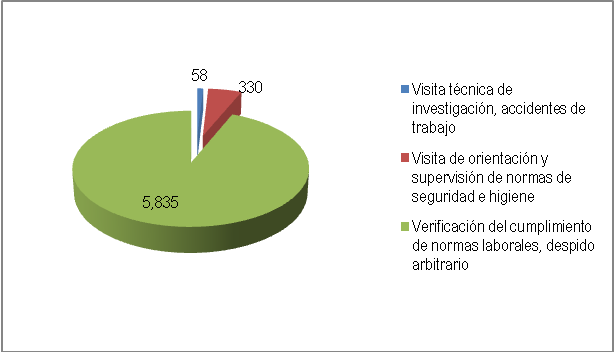 58
330
5,835
Visita técnica de
investigación, accidentes de
trabajo
Visita de orientación y
supervisión de normas de
seguridad e higiene
Verificación del cumplimiento
de normas laborales, despido
arbitrario